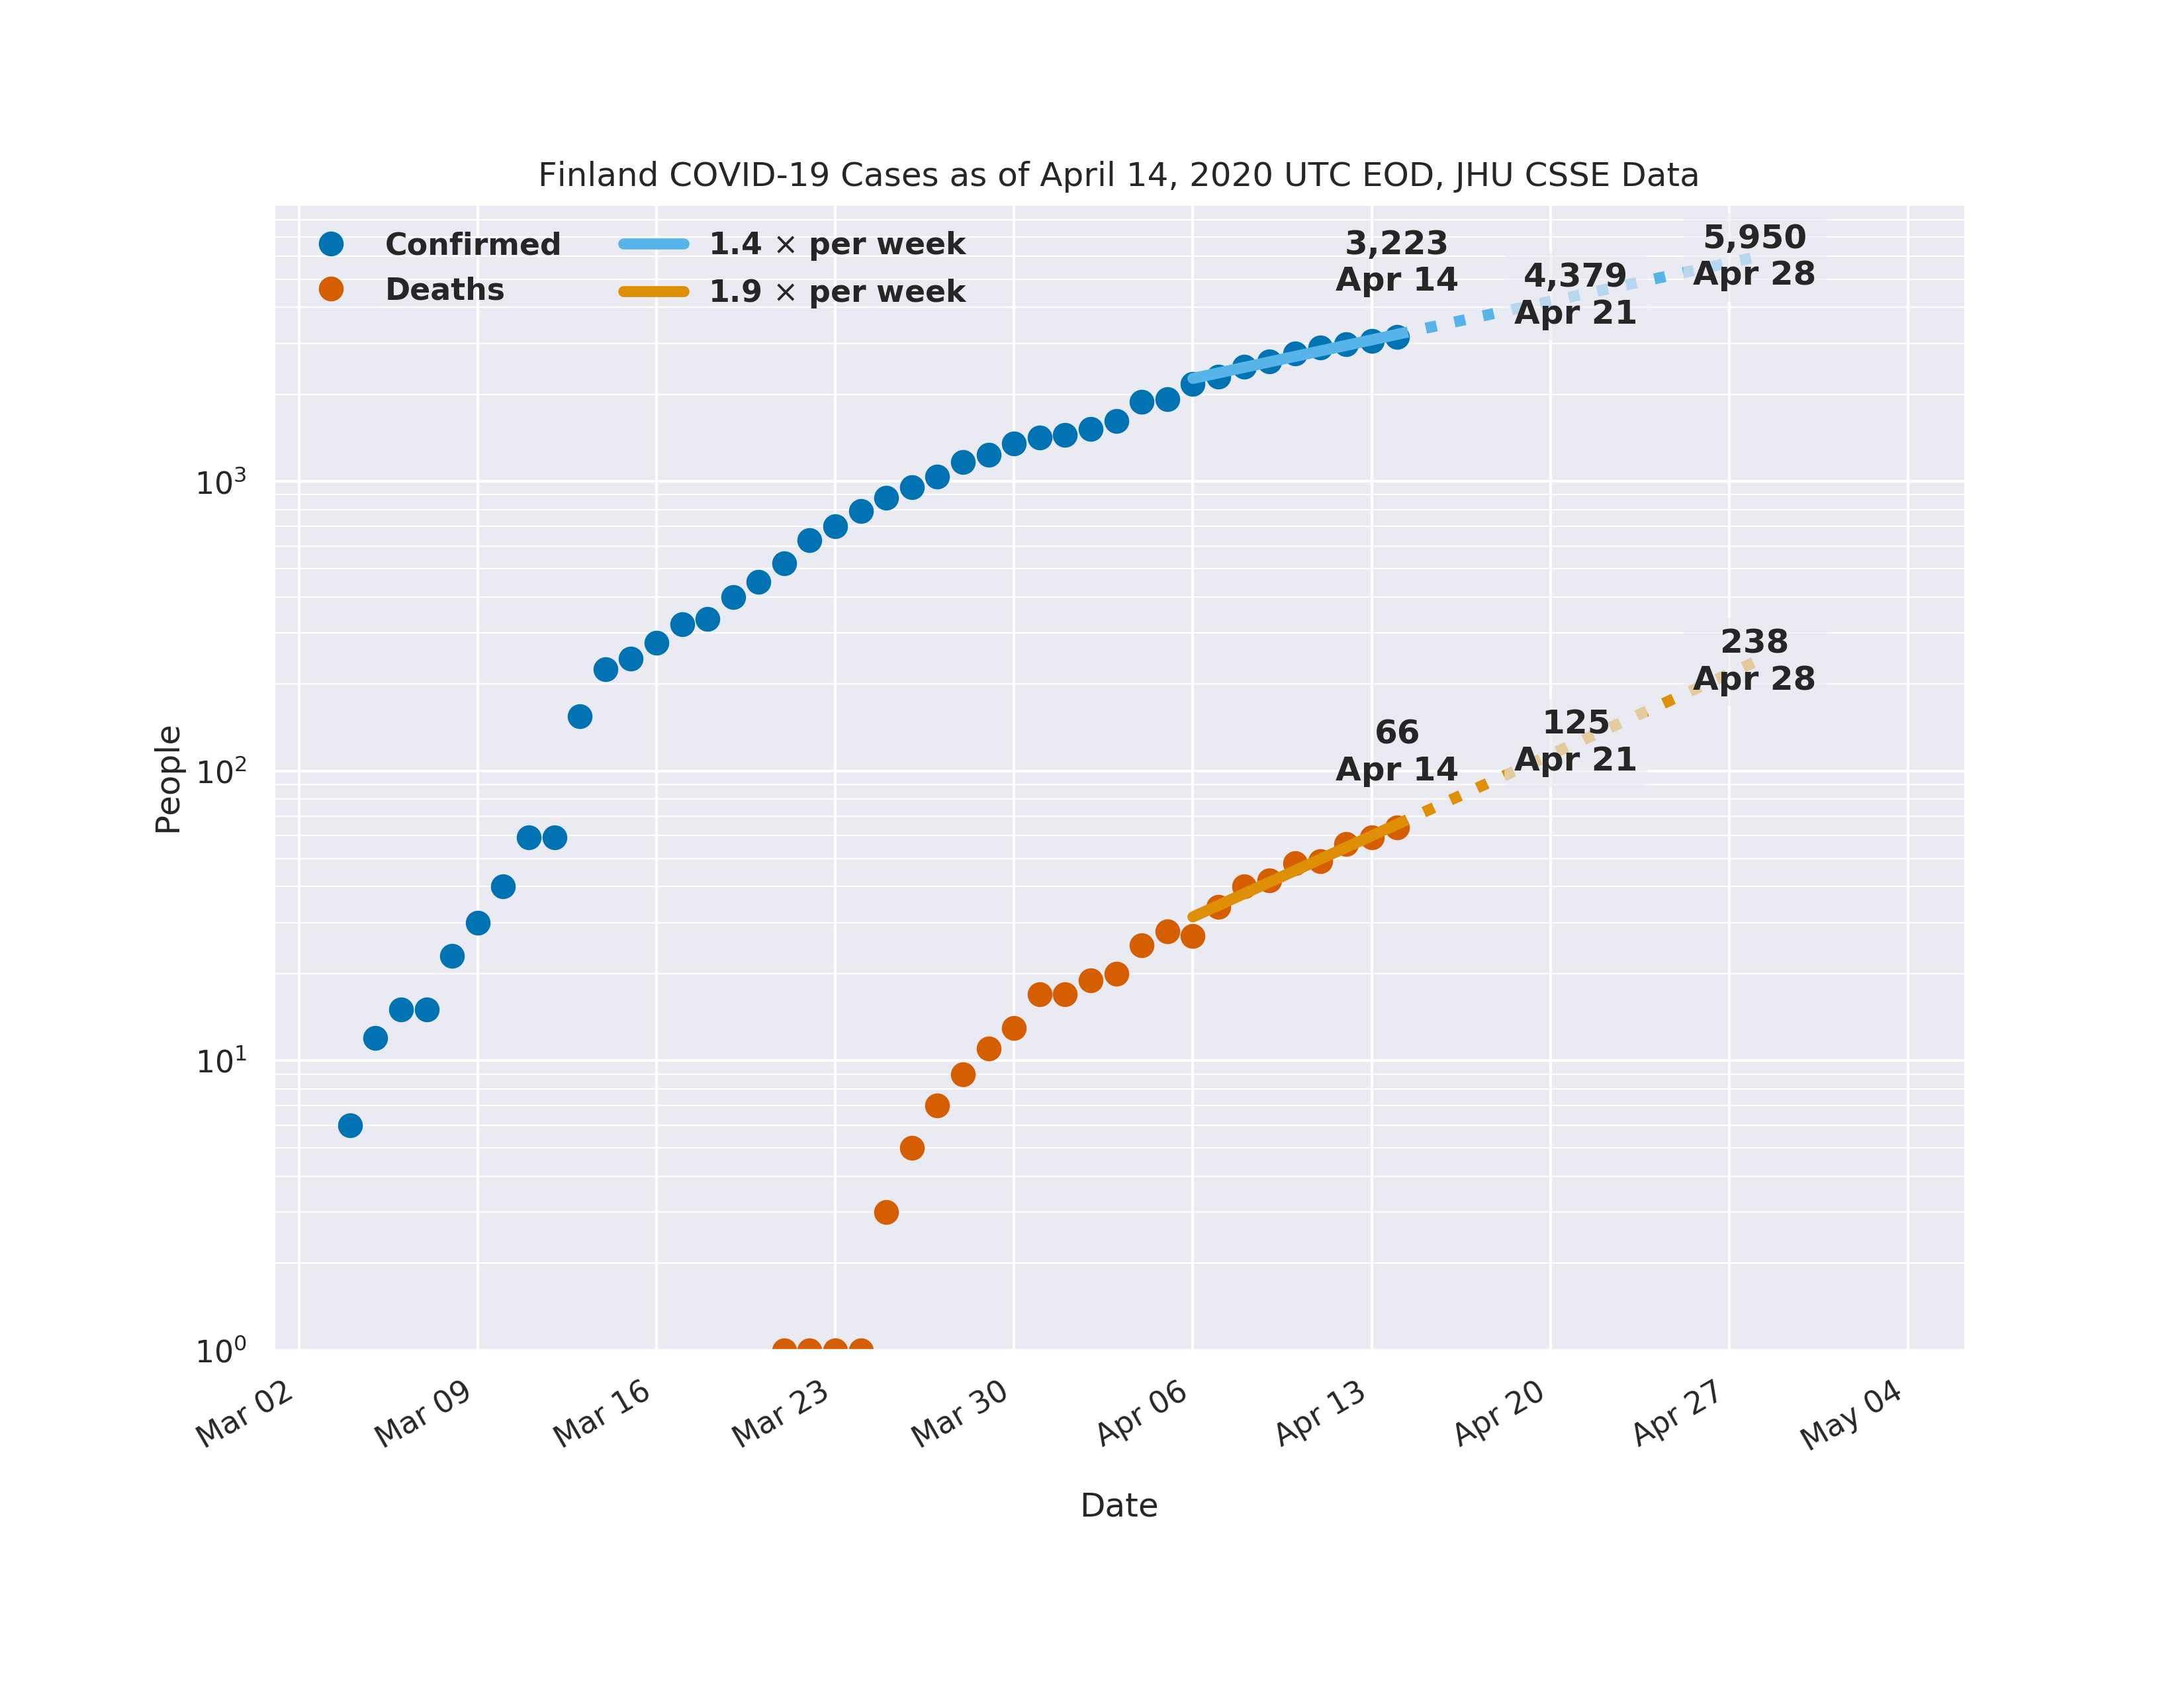 Finland COVID-19 Cases as of April 14, 2020 UTC EOD, JHU CSSE Data
Confirmed
Deaths
1.4 × per week
1.9 × per week
3,223
Apr 14
4,379
Apr 21
5,950
Apr 28
66
Apr 14
125
Apr 21
238
Apr 28
People
10³
10²
10¹
10⁰
Mar 02
Mar 09
Mar 16
Mar 23
Mar 30
Apr 06
Apr 13
Apr 20
Apr 27
May 04
Date